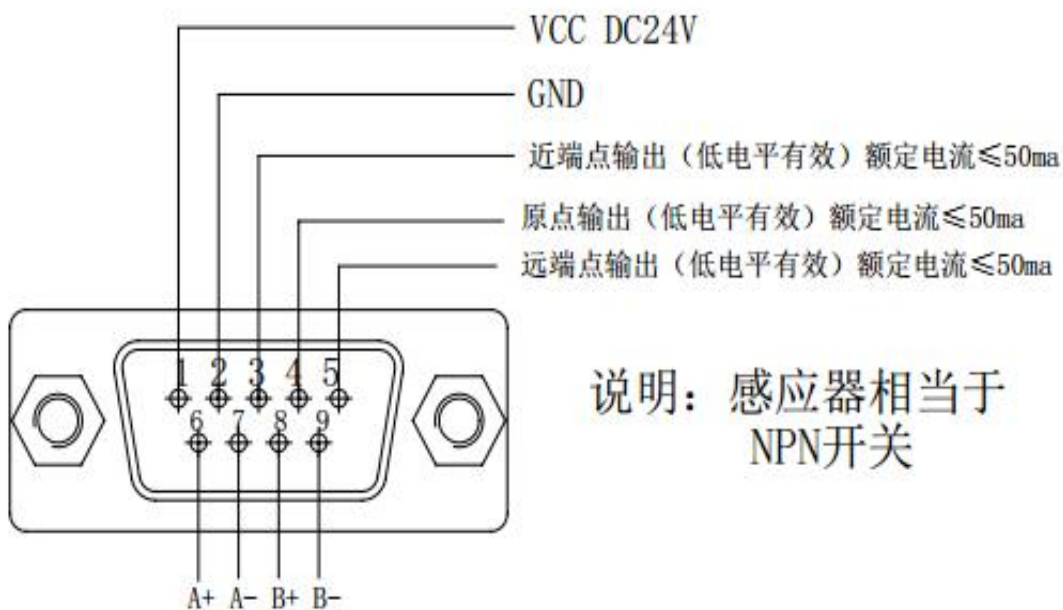 VCC DC24V
GND
近端点输出（低电平有效）额定电流≤50ma
原点输出（低电平有效）额定电流≤50ma
远端点输出（低电平有效）额定电流≤50ma
1 2 3 4 5
6 7 8 9
说明：感应器相当于
NPN开关
A+ A- B+ B-